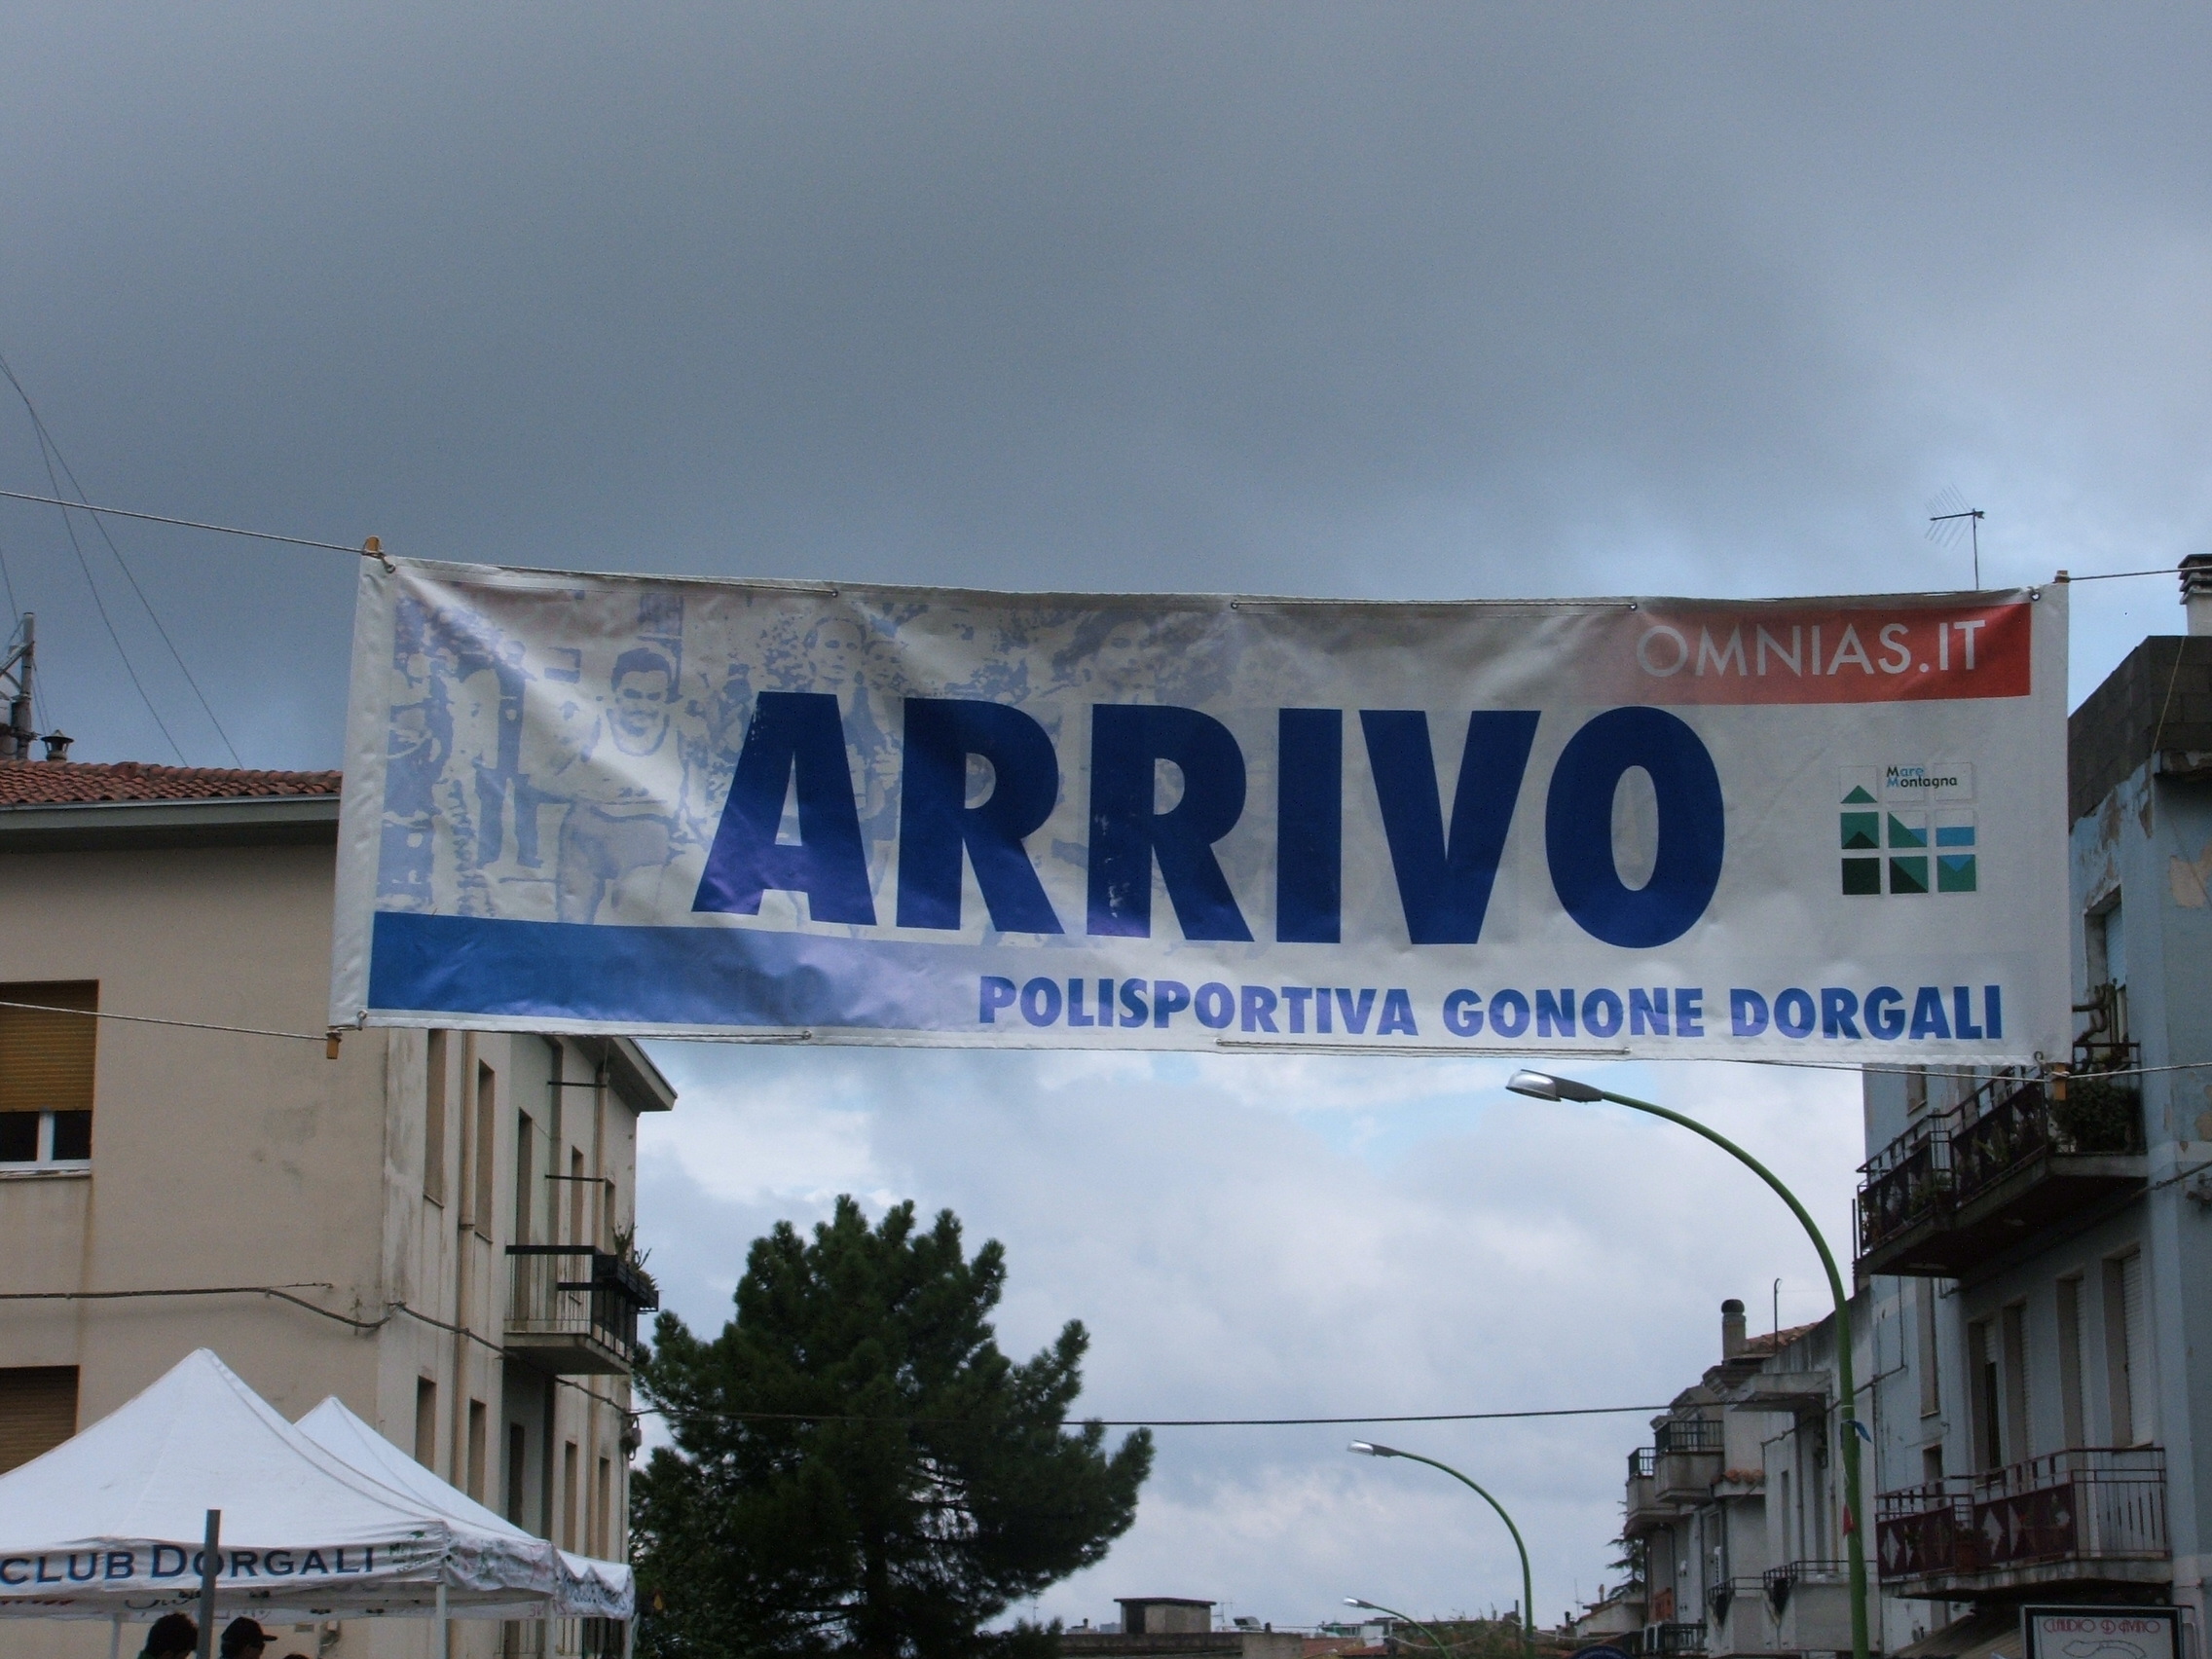 OMNIAS.IT
ARRIVO
Mare
Montagna
POLISPORTIVA GONONE DORGALI
CLUB DORGALI